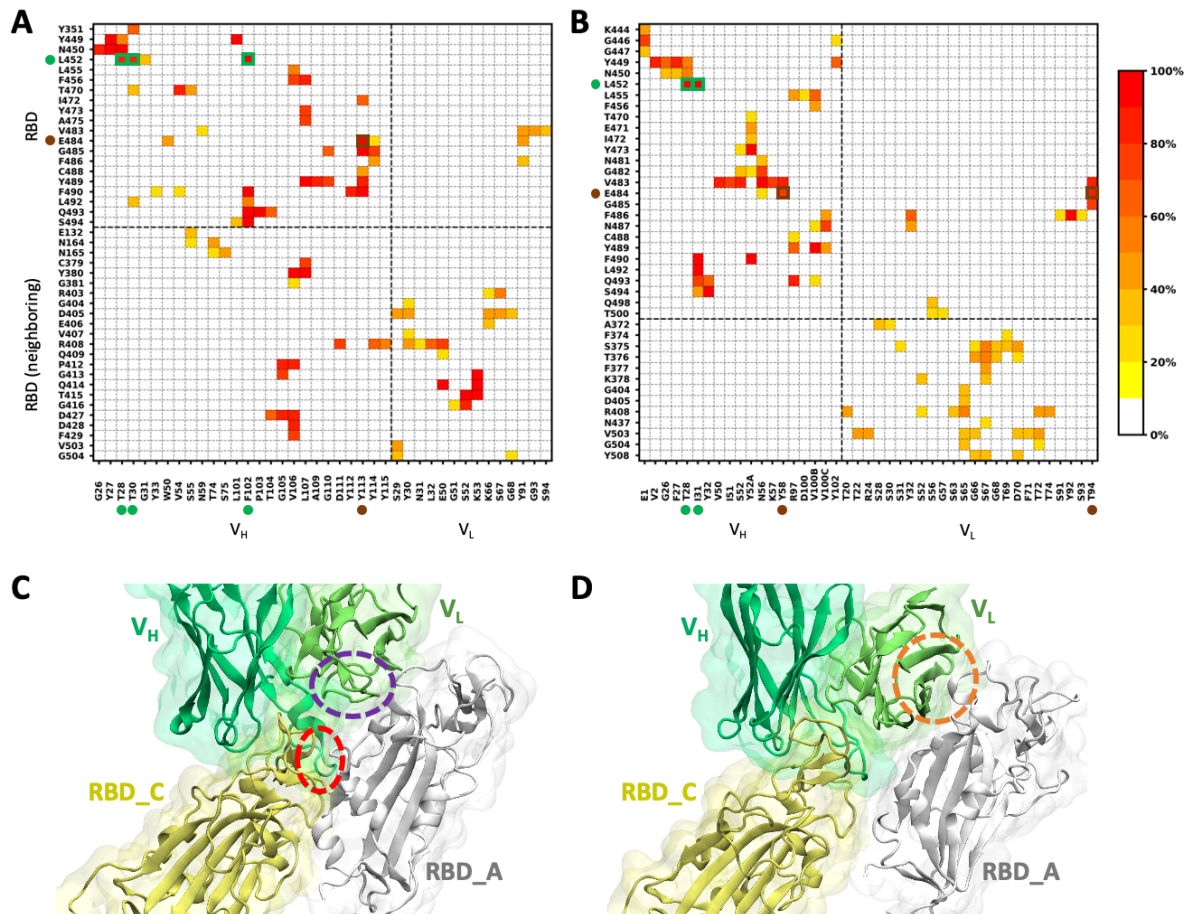 A
Y351
Y449
N450
L452
L455
F456
T470
I472
Y473
A475
V483
E484
G485
F486
C488
Y489
F490
L492
Q493
S494
E132
N164
N165
C379
Y380
G381
R403
G404
D405
E406
V407
R408
Q409
P412
G413
Q414
T415
G416
D427
D428
F429
V503
G504
RBD
RBD (neighboring)
G26 Y27 T28 T30 G31 Y33 W50 V54 S55 N59 T74 S75 L101 F102 P103 T104 G105 V106 L107 A109 G110 D111 Y112 Y113 Y114 Y115 S29 Y30 N31 L32 E50 G51 S52 K53 K66 S67 G68 Y91 G93 S94
VH
VL
B
K444
G446
G447
Y449
N450
L452
L455
F456
T470
E471
I472
Y473
N481
G482
V483
E484
G485
F486
N487
C488
Y489
F490
L492
Q493
S494
Q498
T500
A372
F374
S375
T376
F377
K378
G404
D405
R408
N437
V503
G504
Y508
E1 V2 G26 F27 T28 I31 Y32 V50 I51 S52 Y52A N56 K57 Y58 R97 D100 V100B V100C Y102 T20 T22 R24 S28 S30 S31 Y32 S52 S56 G57 S63 S65 G66 S67 G68 T69 D70 F71 T72 T74 S91 Y92 S93 T94
VH
VL
100%
80%
60%
40%
20%
0%
C
VH
VL
RBD_C
RBD_A
D
VH
VL
RBD_C
RBD_A